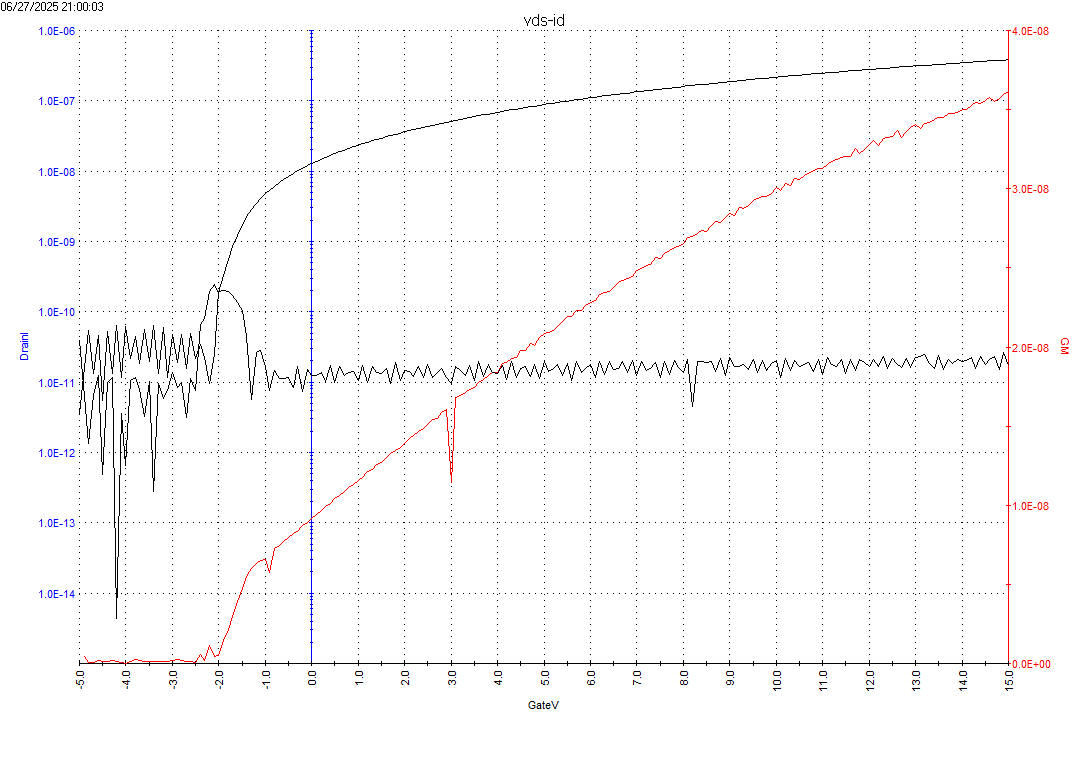 06/27/2025 21:00:03
vds-id
1.0E-06
1.0E-07
1.0E-08
1.0E-09
1.0E-10
1.0E-11
1.0E-12
1.0E-13
1.0E-14
DrainI
4.0E-08
3.0E-08
2.0E-08
1.0E-08
0.0E+00
GM
-5.0
-4.0
-3.0
-2.0
-1.0
0.0
1.0
2.0
3.0
4.0
5.0
6.0
7.0
8.0
9.0
10.0
11.0
12.0
13.0
14.0
15.0
GateV